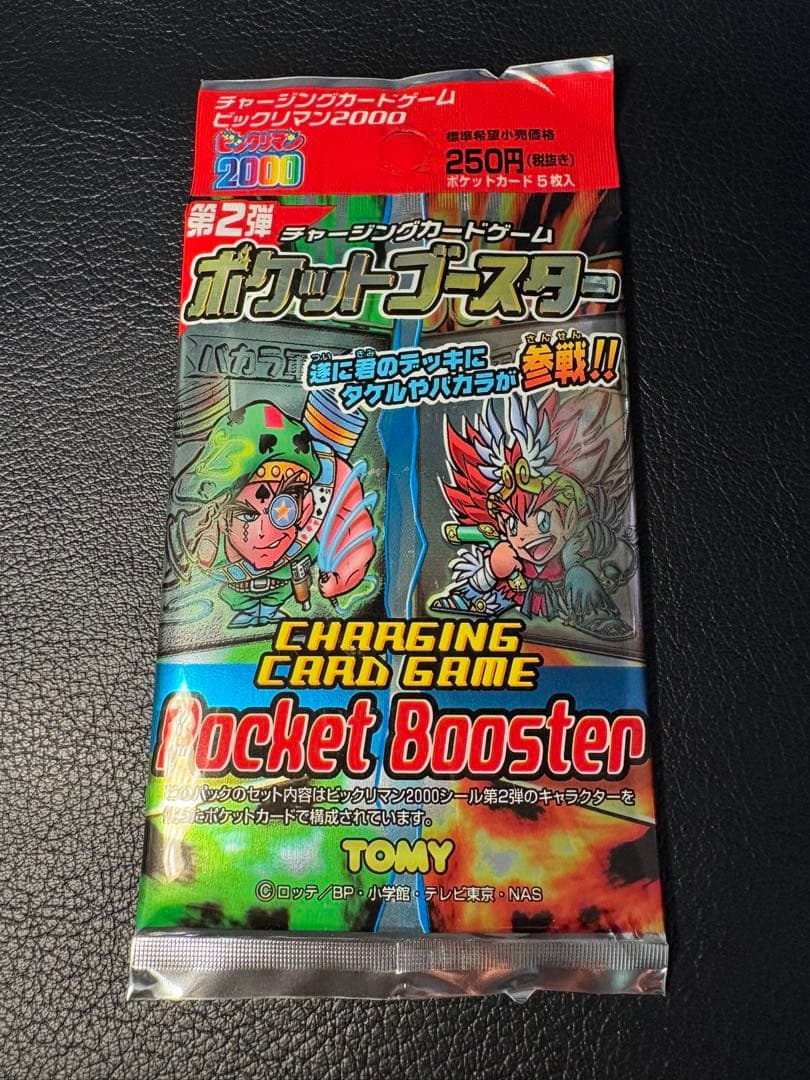 チャージングカードゲーム
ビックリマン2000
ビックリマン
2000
標準希望小売価格
250円(税抜き)
ポケットカード5枚入
第2弾
チャージングカードゲーム
ポケットブースター
バカラ軍
遂に君のデッキに
タケルやバカラが
参戦!!
CHARGING
CARD GAME
Pocket Booster
このパックのセット内容はビックリマン2000シール第2弾のキャラクターを
ポケットカードで構成されています。
TOMY
©ロッテ/BP・小学館・テレビ東京・NAS